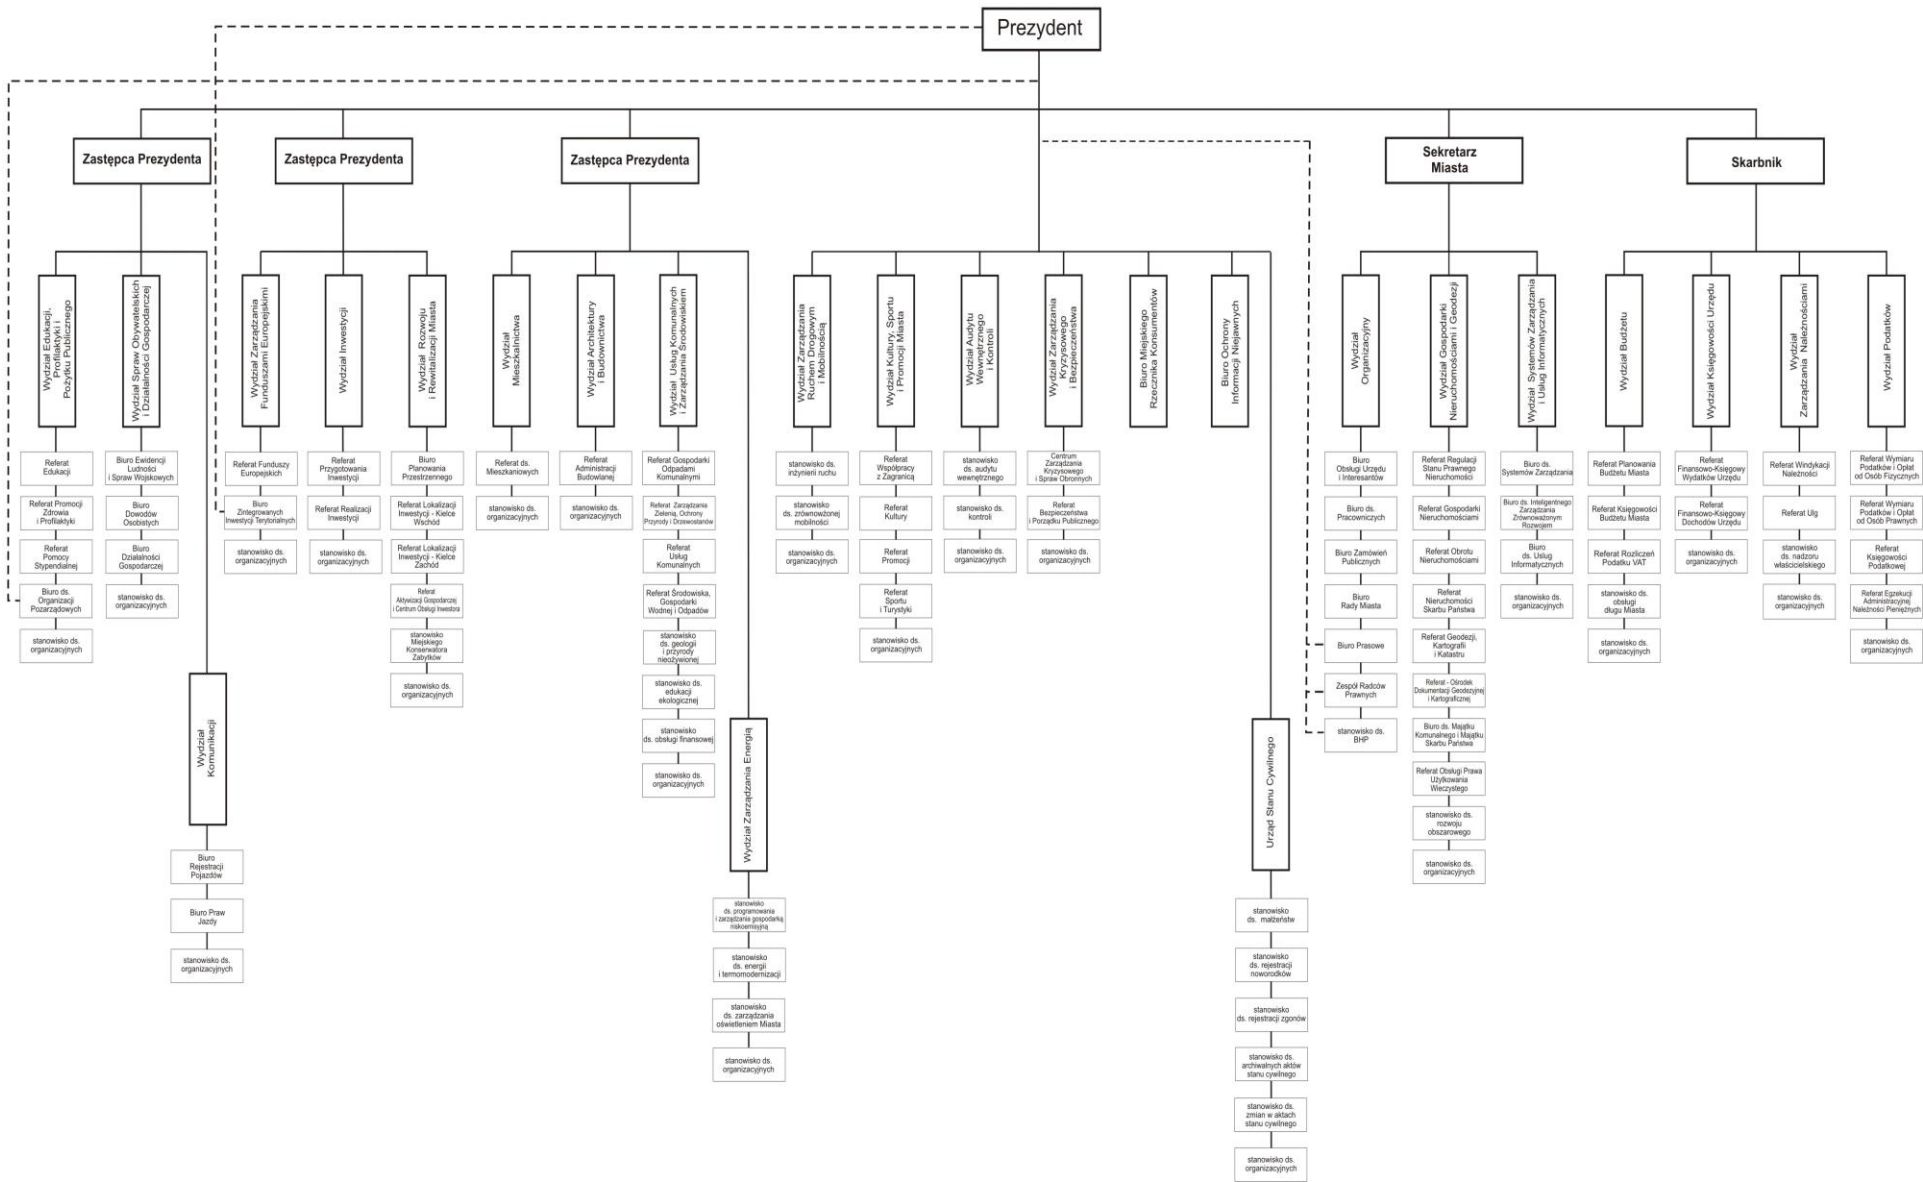 Prezydent
Zastępca Prezydenta
Zastępca Prezydenta
Zastępca Prezydenta
Sekretarz
Miasta
Skarbnik
Wydział Edukacji,
Profilaktyki i
Pożytku Publicznego
Wydział Spraw Obywatelskich
i Działalności Gospodarczej
Wydział Zarządzania
Funduszami Europejskimi
Wydział Inwestycji
Wydział Rozwoju
i Rewitalizacji Miasta
Wydział
Mieszkalnictwa
Wydział Architektury
i Budownictwa
Wydział Usług Komunalnych
i Zarządzania Środowiskiem
Wydział Zarządzania
Ruchem Drogowym
i Mobilnością
Wydział Kultury, Sportu
i Promocji Miasta
Wydział Audytu
Wewnętrznego
i Kontroli
Wydział Zarządzania
Kryzysowego
i Bezpieczeństwa
Biuro Miejskiego
Rzecznika Konsumentów
Biuro Ochrony
Informacji Niejawnych
Wydział
Organizacyjny
Wydział Gospodarki
Nieruchomościami i Geodezji
Wydział Systemów Zarządzania
i Usług Informatycznych
Wydział Budżetu
Wydział Księgowości Urzędu
Wydział
Zarządzania Należnościami
Wydział Podatków
Referat
Edukacji
Referat Promocji
Zdrowia
i Profilaktyki
Referat
Pomocy
Stypendialnej
Biuro ds.
Organizacji
Pozarządowych
stanowisko ds.
organizacyjnych
Biuro Ewidencji
Ludności
i Spraw Wojskowych
Biuro
Dowodów
Osobistych
Biuro
Działalności
Gospodarczej
stanowisko ds.
organizacyjnych
Wydział
Komunikacji
Biuro
Rejestracji
Pojazdów
Biuro Praw
Jazdy
stanowisko ds.
organizacyjnych
Referat Funduszy
Europejskich
Biuro
Zintegrowanych
Inwestycji Terytorialnych
stanowisko ds.
organizacyjnych
Referat
Przygotowania
Inwestycji
Referat Realizacji
Inwestycji
stanowisko ds.
organizacyjnych
Biuro
Planowania
Przestrzennego
Referat Lokalizacji
Inwestycji - Kielce
Wschód
Referat Lokalizacji
Inwestycji - Kielce
Zachód
Referat
Aktywizacji Gospodarczej
i Centrum Obsługi Inwestora
stanowisko
Miejskiego
Konserwatora
Zabytków
stanowisko ds.
organizacyjnych
Referat ds.
Mieszkaniowych
stanowisko ds.
organizacyjnych
Referat
Administracji
Budowlanej
stanowisko ds.
organizacyjnych
Referat Gospodarki
Odpadami
Komunalnymi
Referat Zarządzania
Zielenią, Ochrony
Przyrody i Drzewostanów
Referat
Usług
Komunalnych
Referat Środowiska,
Gospodarki
Wodnej i Odpadów
stanowisko
ds. geologii
i przyrody
nieożywionej
stanowisko ds.
edukacji
ekologicznej
stanowisko
ds. obsługi finansowej
stanowisko ds.
organizacyjnych
Wydział Zarządzania Energią
stanowisko
ds. programowania
i zarządzania gospodarką
niskoemisyjną
stanowisko
ds. energii
i termomodernizacji
stanowisko
ds. zarządzania
oświetleniem Miasta
stanowisko ds.
organizacyjnych
stanowisko ds.
inżynierii ruchu
stanowisko
ds. zrównoważonej
mobilności
stanowisko ds.
organizacyjnych
Referat
Współpracy
z Zagranicą
Referat
Kultury
Referat
Promocji
Referat
Sportu
i Turystyki
stanowisko ds.
organizacyjnych
stanowisko
ds. audytu
wewnętrznego
stanowisko ds.
kontroli
stanowisko ds.
organizacyjnych
Centrum
Zarządzania
Kryzysowego
i Spraw Obronnych
Referat
Bezpieczeństwa
i Porządku Publicznego
stanowisko ds.
organizacyjnych
Urząd Stanu Cywilnego
stanowisko
ds. małżeństw
stanowisko
ds. rejestracji
noworodków
stanowisko
ds. rejestracji zgonów
stanowisko ds.
archiwalnych aktów
stanu cywilnego
stanowisko ds.
zmian w aktach
stanu cywilnego
stanowisko ds.
organizacyjnych
Biuro
Obsługi Urzędu
i Interesantów
Biuro ds.
Pracowniczych
Biuro Zamówień
Publicznych
Biuro
Rady Miasta
Biuro Prasowe
Zespół Radców
Prawnych
stanowisko ds.
BHP
Referat Regulacji
Stanu Prawnego
Nieruchomości
Referat Gospodarki
Nieruchomościami
Referat Obrotu
Nieruchomościami
Referat
Nieruchomości
Skarbu Państwa
Referat Geodezji,
Kartografii
i Katastru
Referat - Ośrodek
Dokumentacji Geodezyjnej
i Kartograficznej
Biuro ds. Majątku
Komunalnego i Majątku
Skarbu Państwa
Referat Obsługi Prawa
Użytkowania
Wieczystego
stanowisko ds.
rozwoju
obszarowego
stanowisko ds.
organizacyjnych
Biuro ds.
Systemów Zarządzania
Biuro ds. Inteligentnego
Zarządzania
Zrównoważonym
Rozwojem
Biuro
ds. Usług
Informatycznych
stanowisko ds.
organizacyjnych
Referat Planowania
Budżetu Miasta
Referat Księgowości
Budżetu Miasta
Referat Rozliczeń
Podatku VAT
stanowisko ds.
obsługi
długu Miasta
stanowisko ds.
organizacyjnych
Referat
Finansowo-Księgowy
Wydatków Urzędu
Referat
Finansowo-Księgowy
Dochodów Urzędu
stanowisko ds.
organizacyjnych
Referat Windykacji
Należności
Referat Ulg
stanowisko
ds. nadzoru
właścicielskiego
stanowisko ds.
organizacyjnych
Referat Wymiaru
Podatków i Opłat
od Osób Fizycznych
Referat Wymiaru
Podatków i Opłat
od Osób Prawnych
Referat
Księgowości
Podatkowej
Referat Egzekucji
Administracyjnej
Należności Pieniężnych
stanowisko ds.
organizacyjnych